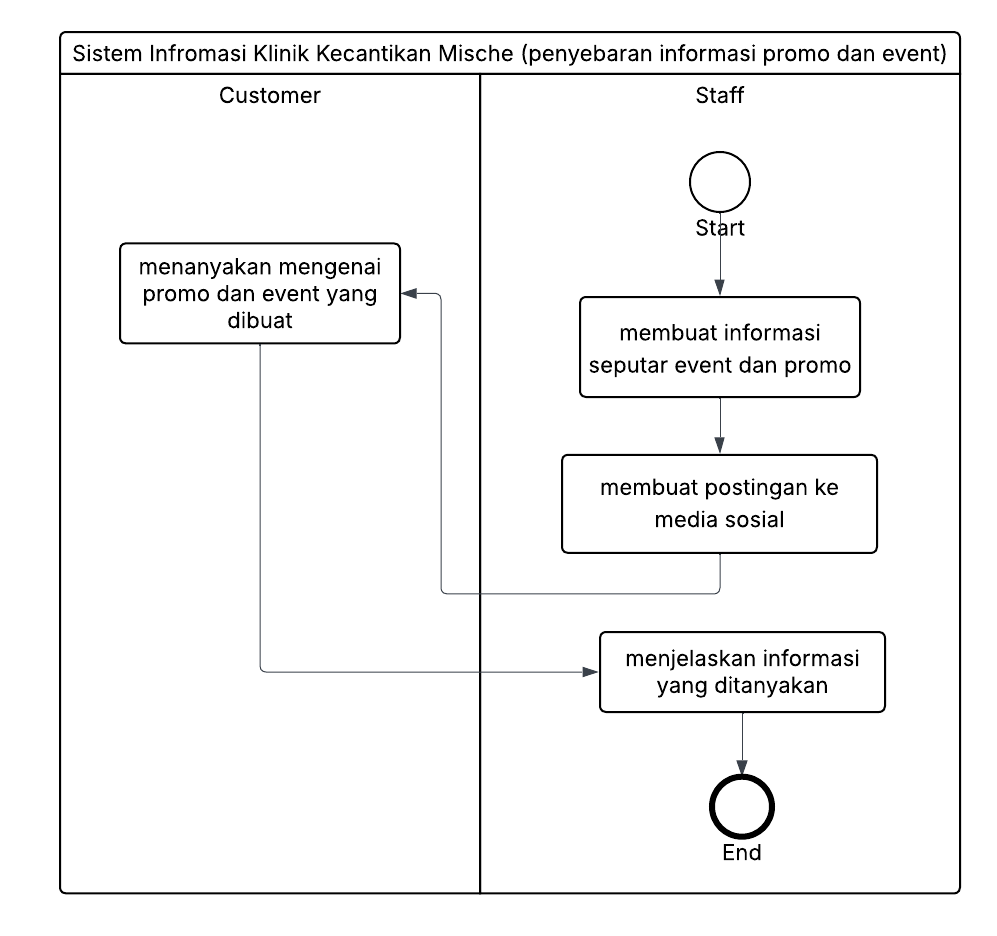 Sistem Infromasi Klinik Kecantikan Mische (penyebaran informasi promo dan event)
Customer
Staff
Start
menanyakan mengenai
promo dan event yang
dibuat
membuat informasi
seputar event dan promo
membuat postingan ke
media sosial
menjelaskan informasi
yang ditanyakan
End